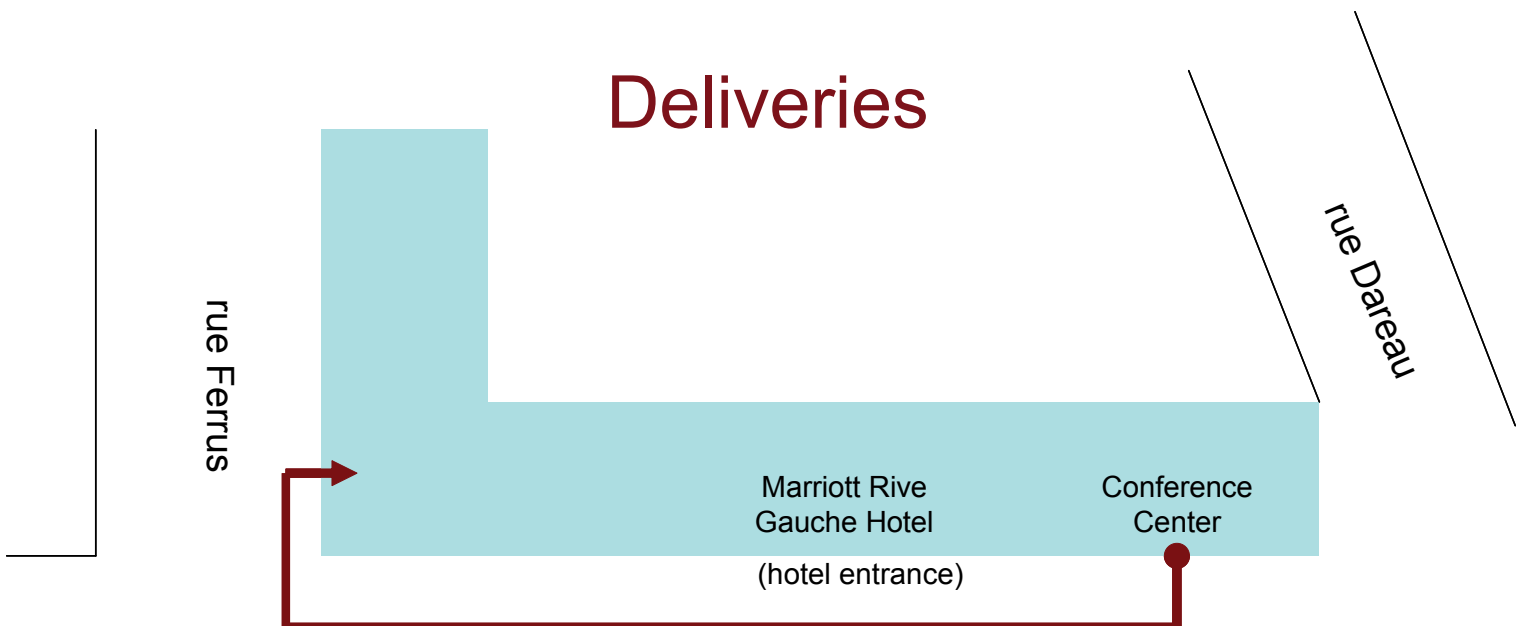 Deliveries
rue Dareau
rue Ferrus
Marriott Rive
Gauche Hotel
Conference
Center
(hotel entrance)